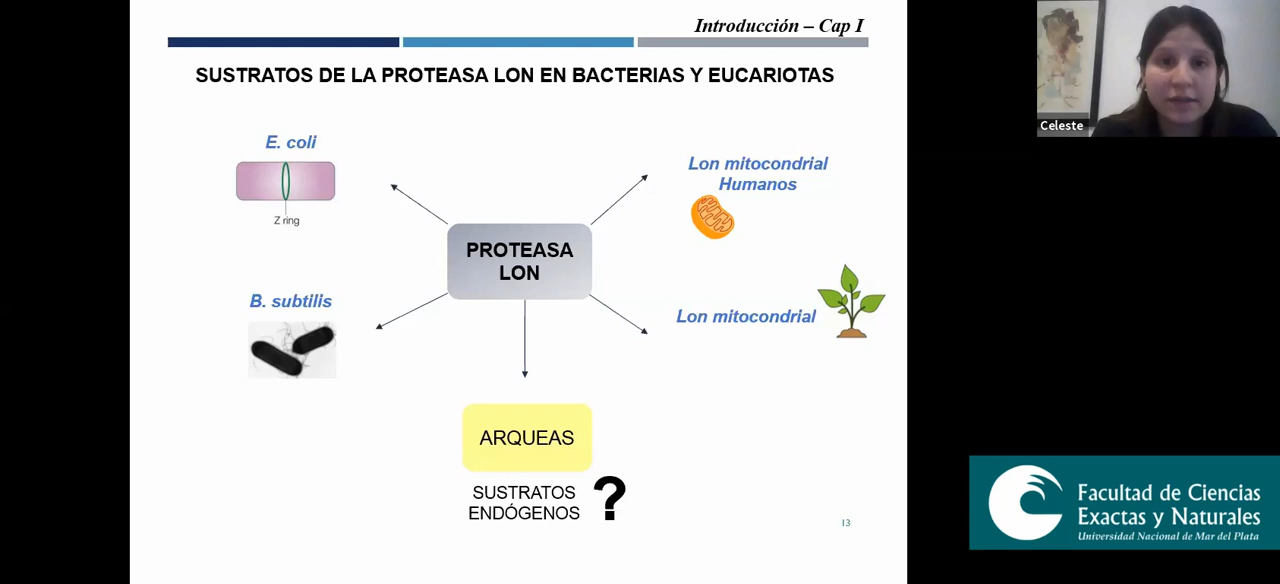 Introducción – Cap I
SUSTRATOS DE LA PROTEASA LON EN BACTERIAS Y EUCARIOTAS
E. coli
Z ring
Lon mitocondrial
Humanos
PROTEASA
LON
B. subtilis
Lon mitocondrial
ARQUEAS
SUSTRATOS
ENDÓGENOS
?
13
Celeste
Facultad de Ciencias
Exactas y Naturales
Universidad Nacional de Mar del Plata